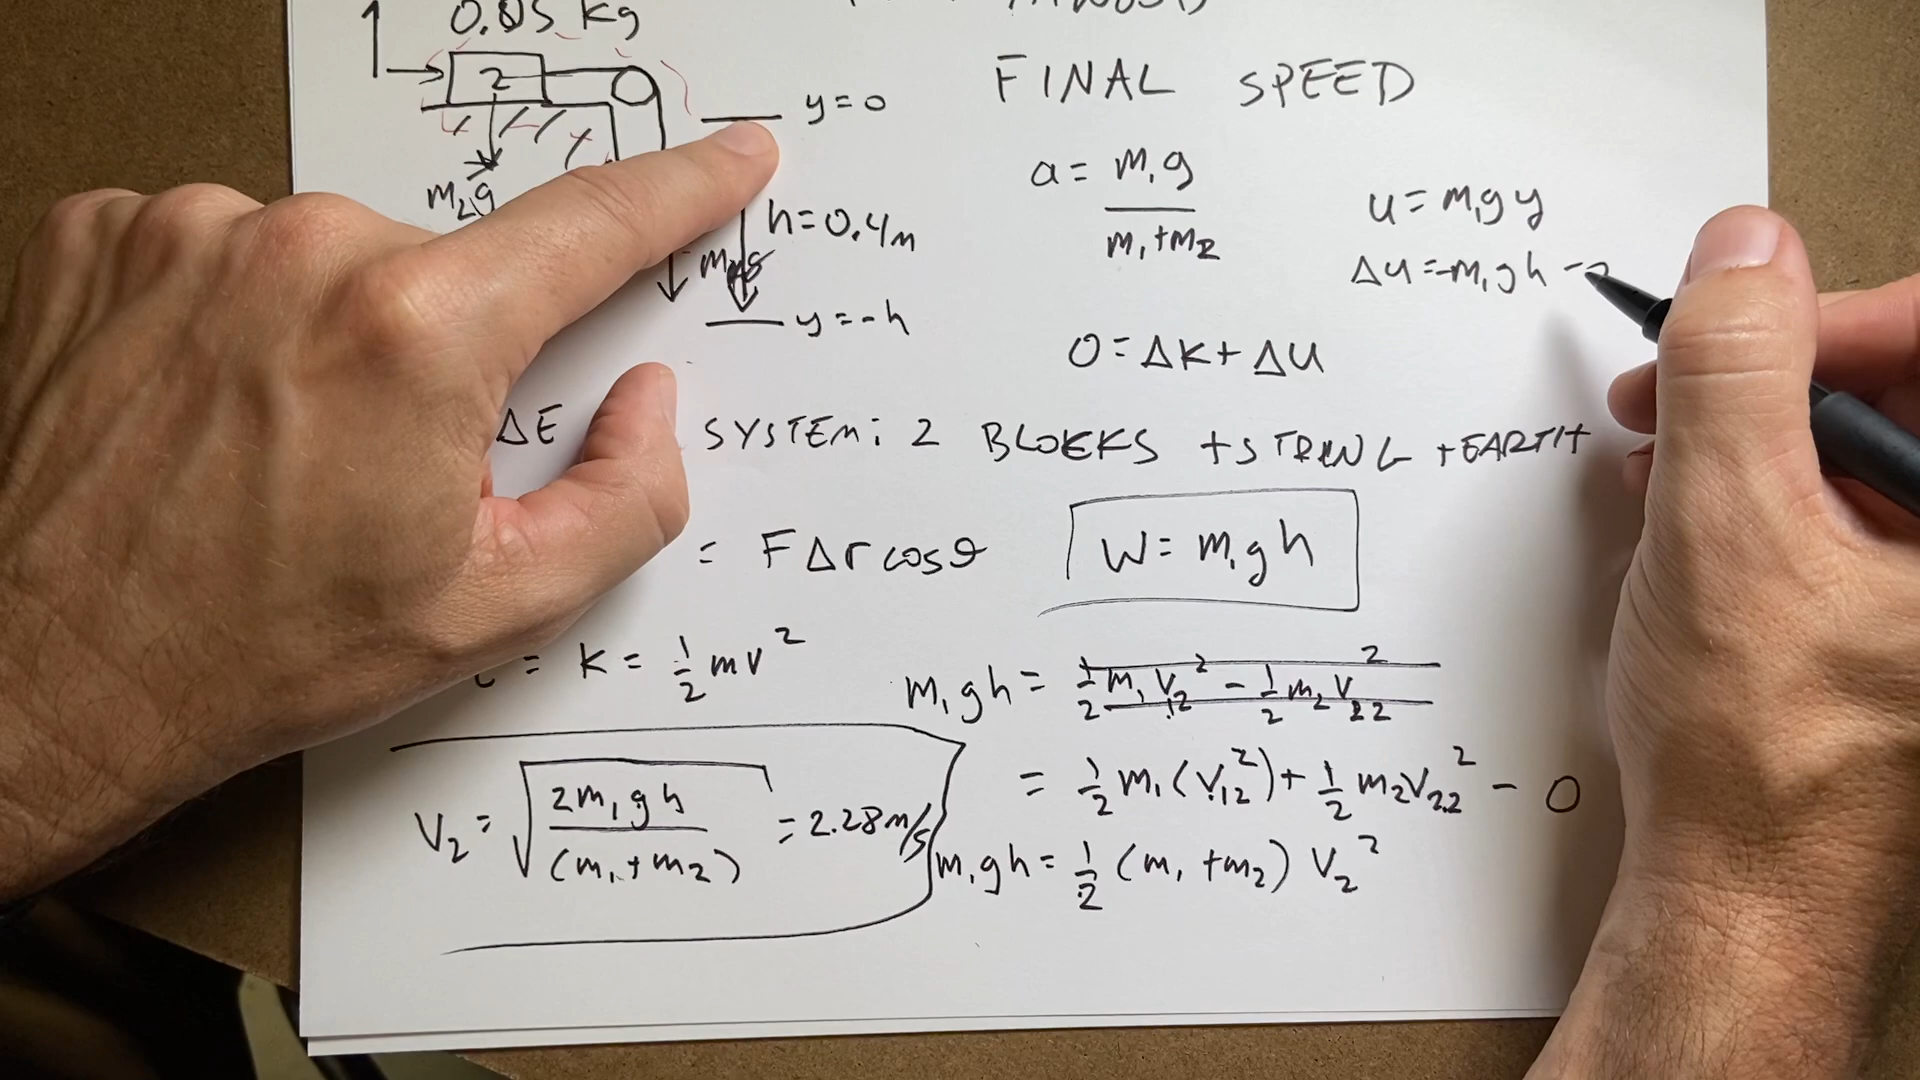 0.05 kg
2
y = 0
FINAL SPEED
a = m₁g / m₁+m₂
m₂g
h = 0.4m
U = m₁gy
ΔU = -m₁gh -
y = -h
0 = ΔK + ΔU
ΔE
SYSTEM: 2 BLOCKS + STRING + EARTH
= FΔr cosθ
W = m₁gh
= K = ½mv²
m₁gh = ½m₁v₁₂² - ½m₂v₂₂²
= ½m₁(v₁₂²) + ½m₂v₂₂² - 0
v₂ = √(2m₁gh / (m₁+m₂)) = 2.28m/s
m₁gh = ½(m₁+m₂)v₂²